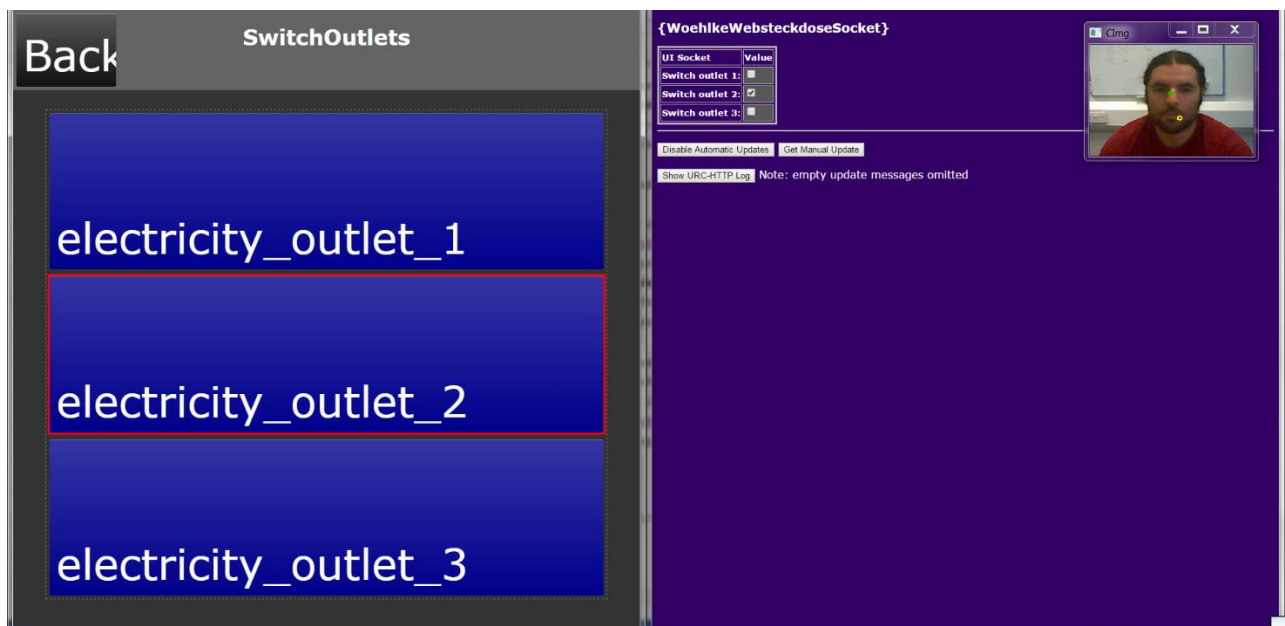 Back
SwitchOutlets
electricity_outlet_1
electricity_outlet_2
electricity_outlet_3
{WoehlkeWebsteckdoseSocket}
UI Socket Value
Switch outlet 1:
Switch outlet 2:
Switch outlet 3:
Disable Automatic Updates Get Manual Update
Show URC-HTTP Log Note: empty update messages omitted
CImg